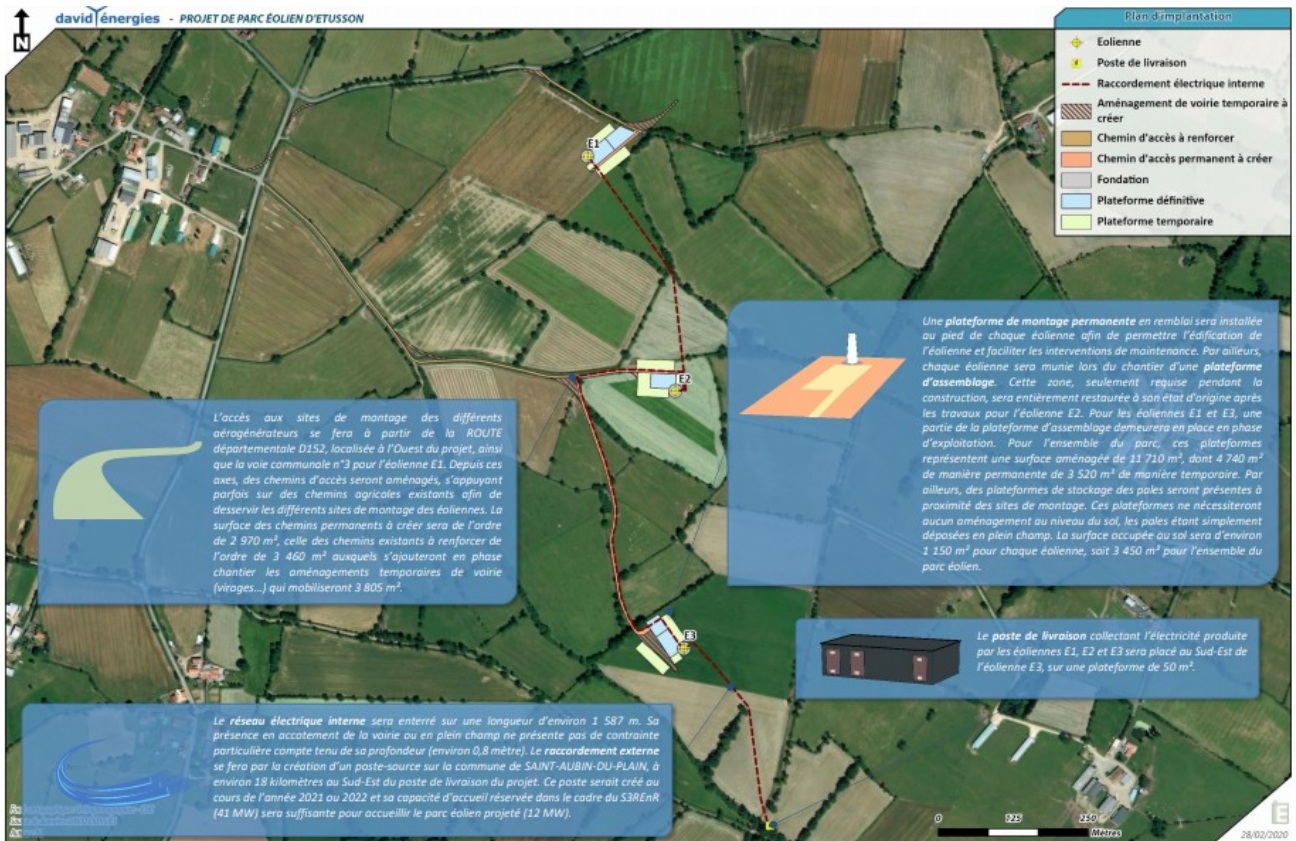 david énergies - PROJET DE PARC ÉOLIEN D'ETUSSON
N
Plan d'implantation
Eolienne
Poste de livraison
Raccordement électrique interne
Aménagement de voirie temporaire à
créer
Chemin d'accès à renforcer
Chemin d'accès permanent à créer
Fondation
Plateforme définitive
Plateforme temporaire
E1
E2
E3
Une plateforme de montage permanente en remblai sera installée
au pied de chaque éolienne afin de permettre l'édification de
l'éolienne et faciliter les interventions de maintenance. Par ailleurs,
chaque éolienne sera munie lors du chantier d'une plateforme
d'assemblage. Cette zone, seulement requise pendant la
construction, sera entièrement restaurée à son état d'origine après
les travaux pour l'éolienne E2. Pour les éoliennes E1 et E3, une
partie de la plateforme d'assemblage demeurera en place en phase
d'exploitation. Pour l'ensemble du parc, ces plateformes
représentent une surface aménagée de 11 710 m², dont 4 740 m²
de manière permanente de 3 520 m² de manière temporaire. Par
ailleurs, des plateformes de stockage des pales seront présentes à
proximité des sites de montage. Ces plateformes ne nécessiteront
aucun aménagement au niveau du sol, les pales étant simplement
déposées en plein champ. La surface occupée au sol sera d'environ
1 150 m² pour chaque éolienne, soit 3 450 m² pour l'ensemble du
parc éolien.
L'accès aux sites de montage des différents
aérogénérateurs se fera à partir de la ROUTE
départementale D152, localisée à l'Ouest du projet, ainsi
que la voie communale n°3 pour l'éolienne E1. Depuis ces
axes, des chemins d'accès seront aménagés, s'appuyant
parfois sur des chemins agricoles existants afin de
desservir les différents sites de montage des éoliennes. La
surface des chemins permanents à créer sera de l'ordre
de 2 970 m², celle des chemins existants à renforcer de
l'ordre de 3 460 m² auxquels s'ajouteront en phase
chantier les aménagements temporaires de voirie
(virages...) qui mobiliseront 3 805 m².
Le poste de livraison collectant l'électricité produite
par les éoliennes E1, E2 et E3 sera placé au Sud-Est de
l'éolienne E3, sur une plateforme de 50 m².
Le réseau électrique interne sera enterré sur une longueur d'environ 1 587 m. Sa
présence en accotement de la voirie ou en plein champ ne présente pas de contrainte
particulière compte tenu de sa profondeur (environ 0,8 mètre). Le raccordement externe
se fera par la création d'un poste-source sur la commune de SAINT-AUBIN-DU-PLAIN, à
environ 18 kilomètres au Sud-Est du poste de livraison du projet. Ce poste serait créé au
cours de l'année 2021 ou 2022 et sa capacité d'accueil réservée dans le cadre du S3REnR
(41 MW) sera suffisante pour accueillir le parc éolien projeté (12 MW).
0 125 250
Mètres
28/02/2020